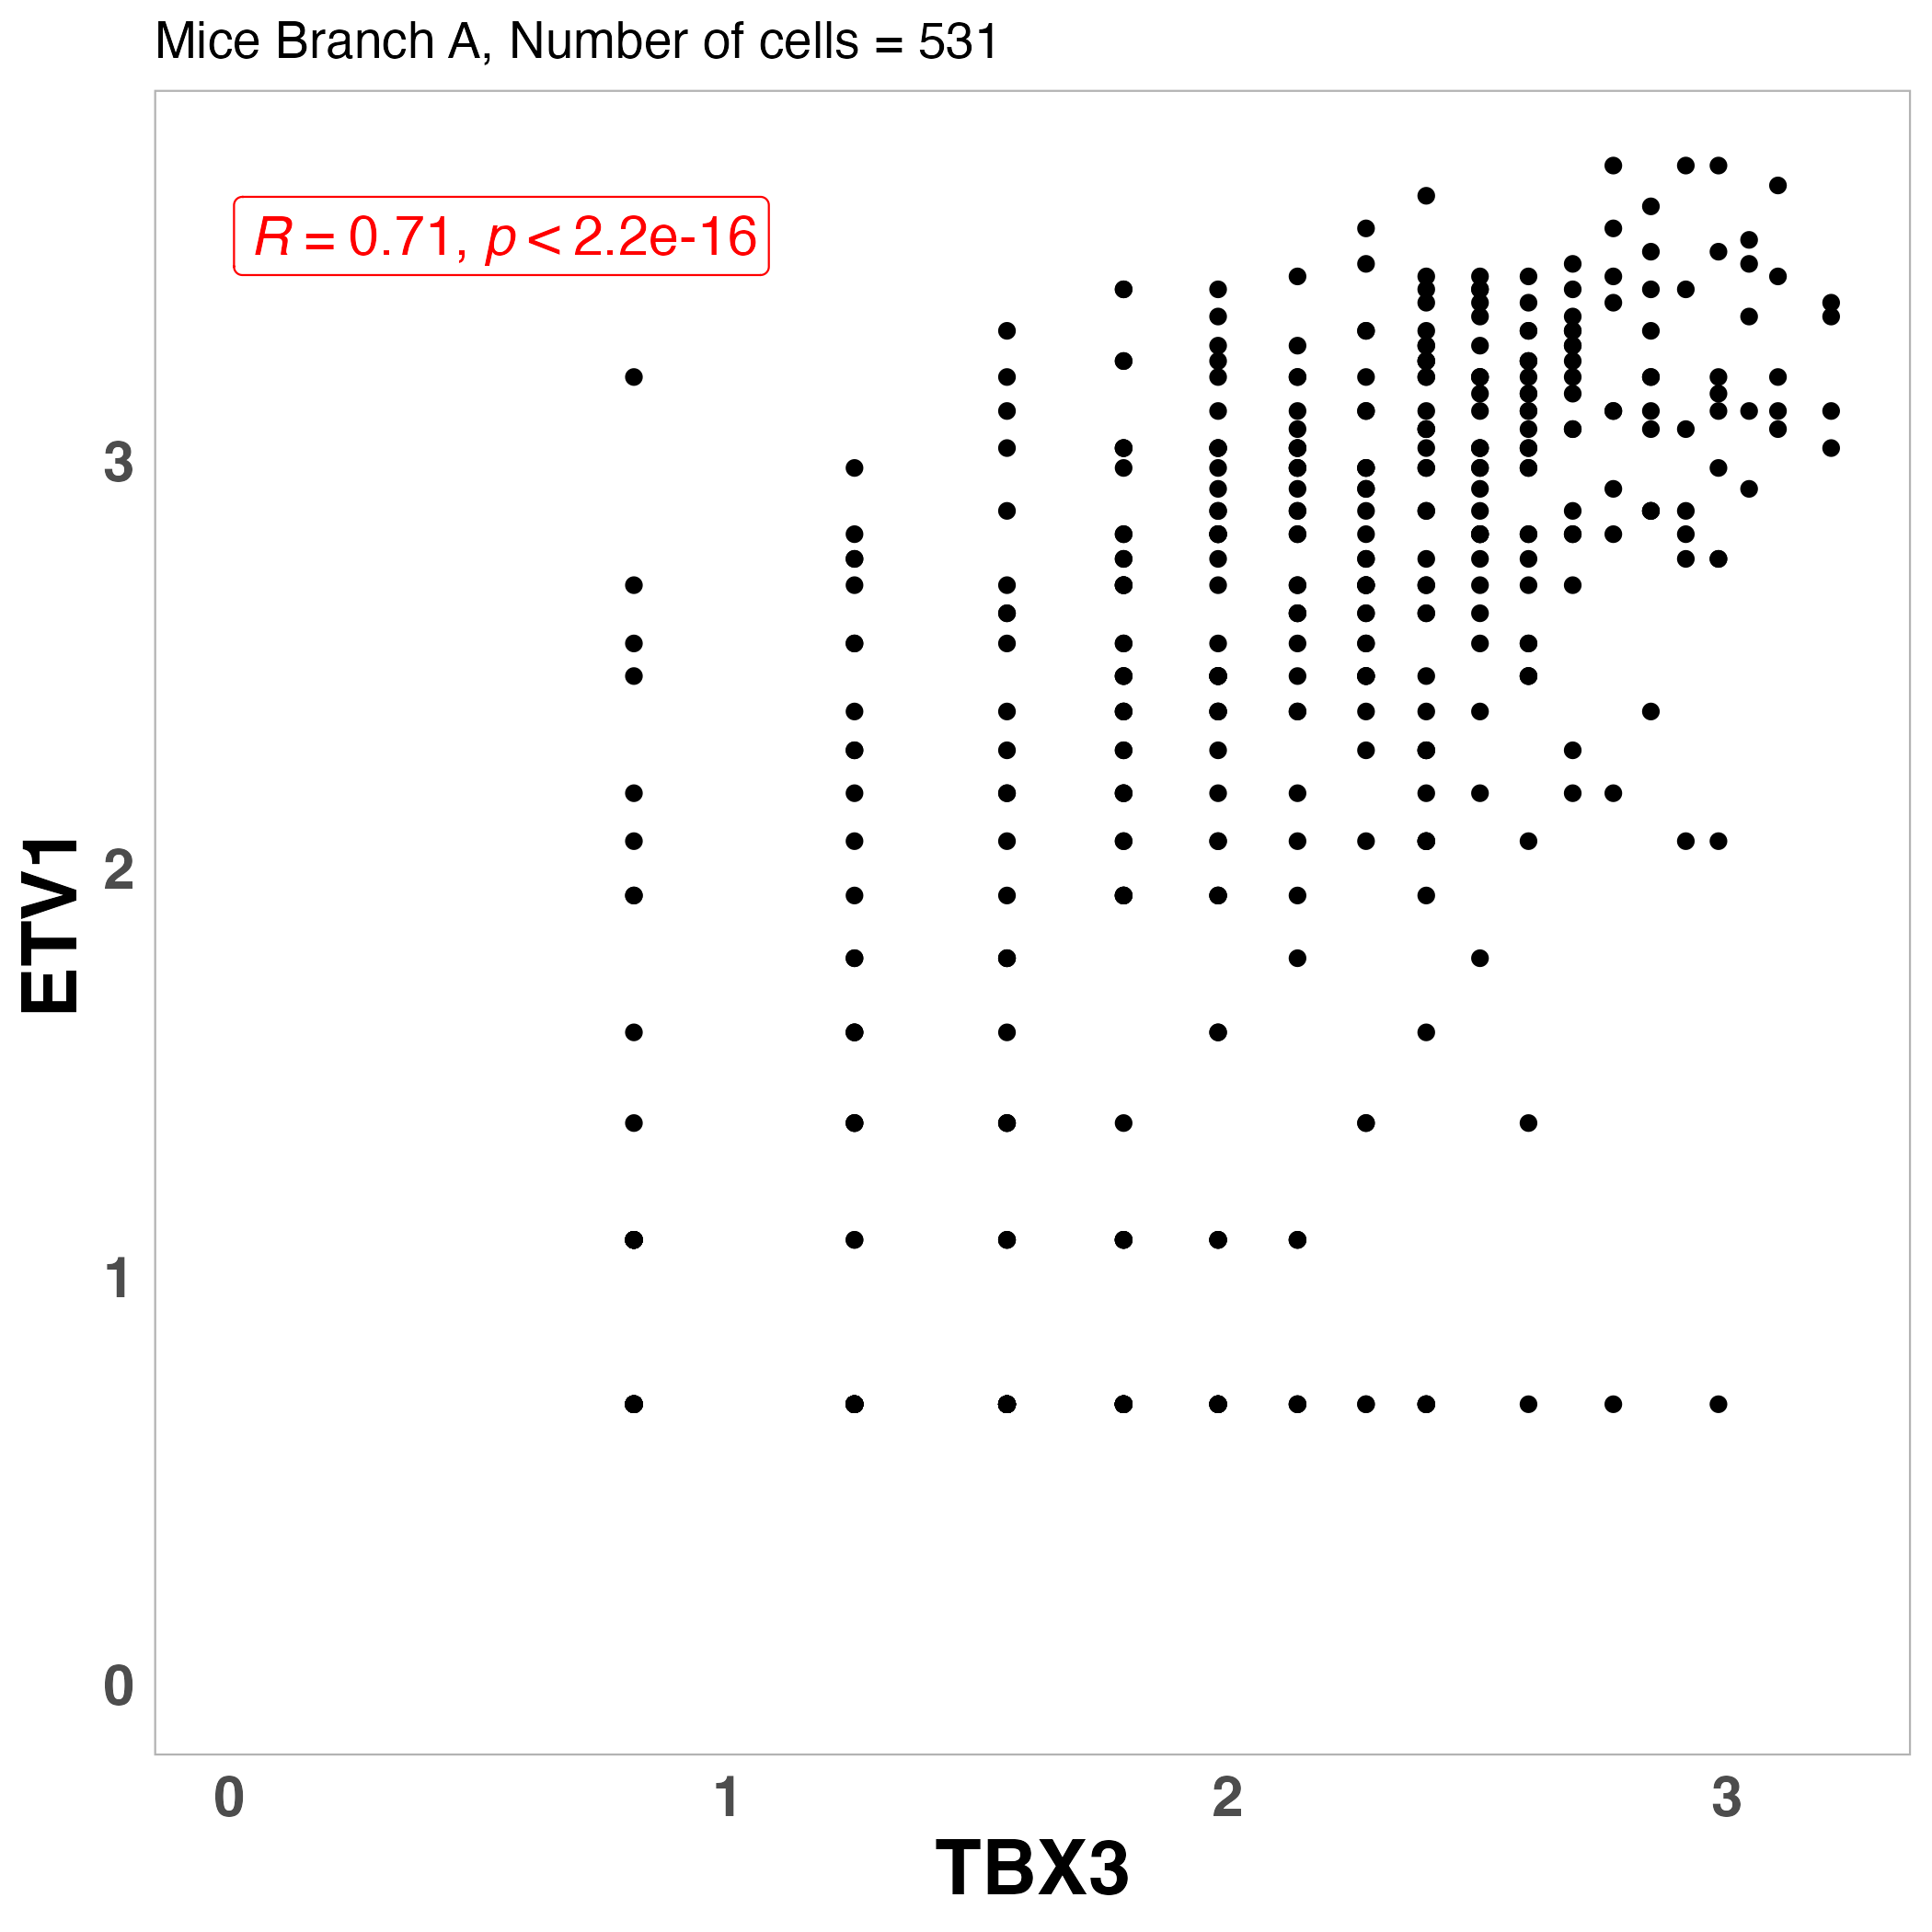 Mice Branch A, Number of cells = 531
R = 0.71, p < 2.2e-16
3
2
1
0
ETV1
0 1 2 3
TBX3